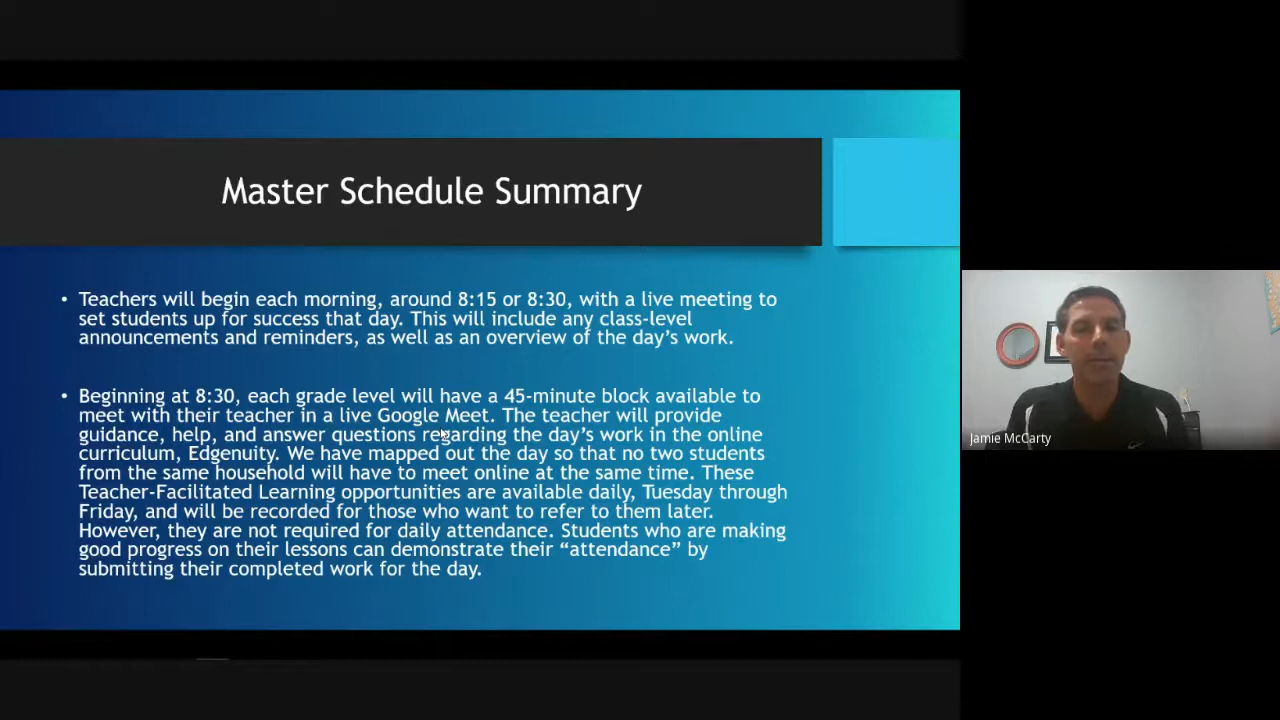 Master Schedule Summary
• Teachers will begin each morning, around 8:15 or 8:30, with a live meeting to
set students up for success that day. This will include any class-level
announcements and reminders, as well as an overview of the day’s work.
• Beginning at 8:30, each grade level will have a 45-minute block available to
meet with their teacher in a live Google Meet. The teacher will provide
guidance, help, and answer questions regarding the day’s work in the online
curriculum, Edgenuity. We have mapped out the day so that no two students
from the same household will have to meet online at the same time. These
Teacher-Facilitated Learning opportunities are available daily, Tuesday through
Friday, and will be recorded for those who want to refer to them later.
However, they are not required for daily attendance. Students who are making
good progress on their lessons can demonstrate their “attendance” by
submitting their completed work for the day.
Jamie McCarty